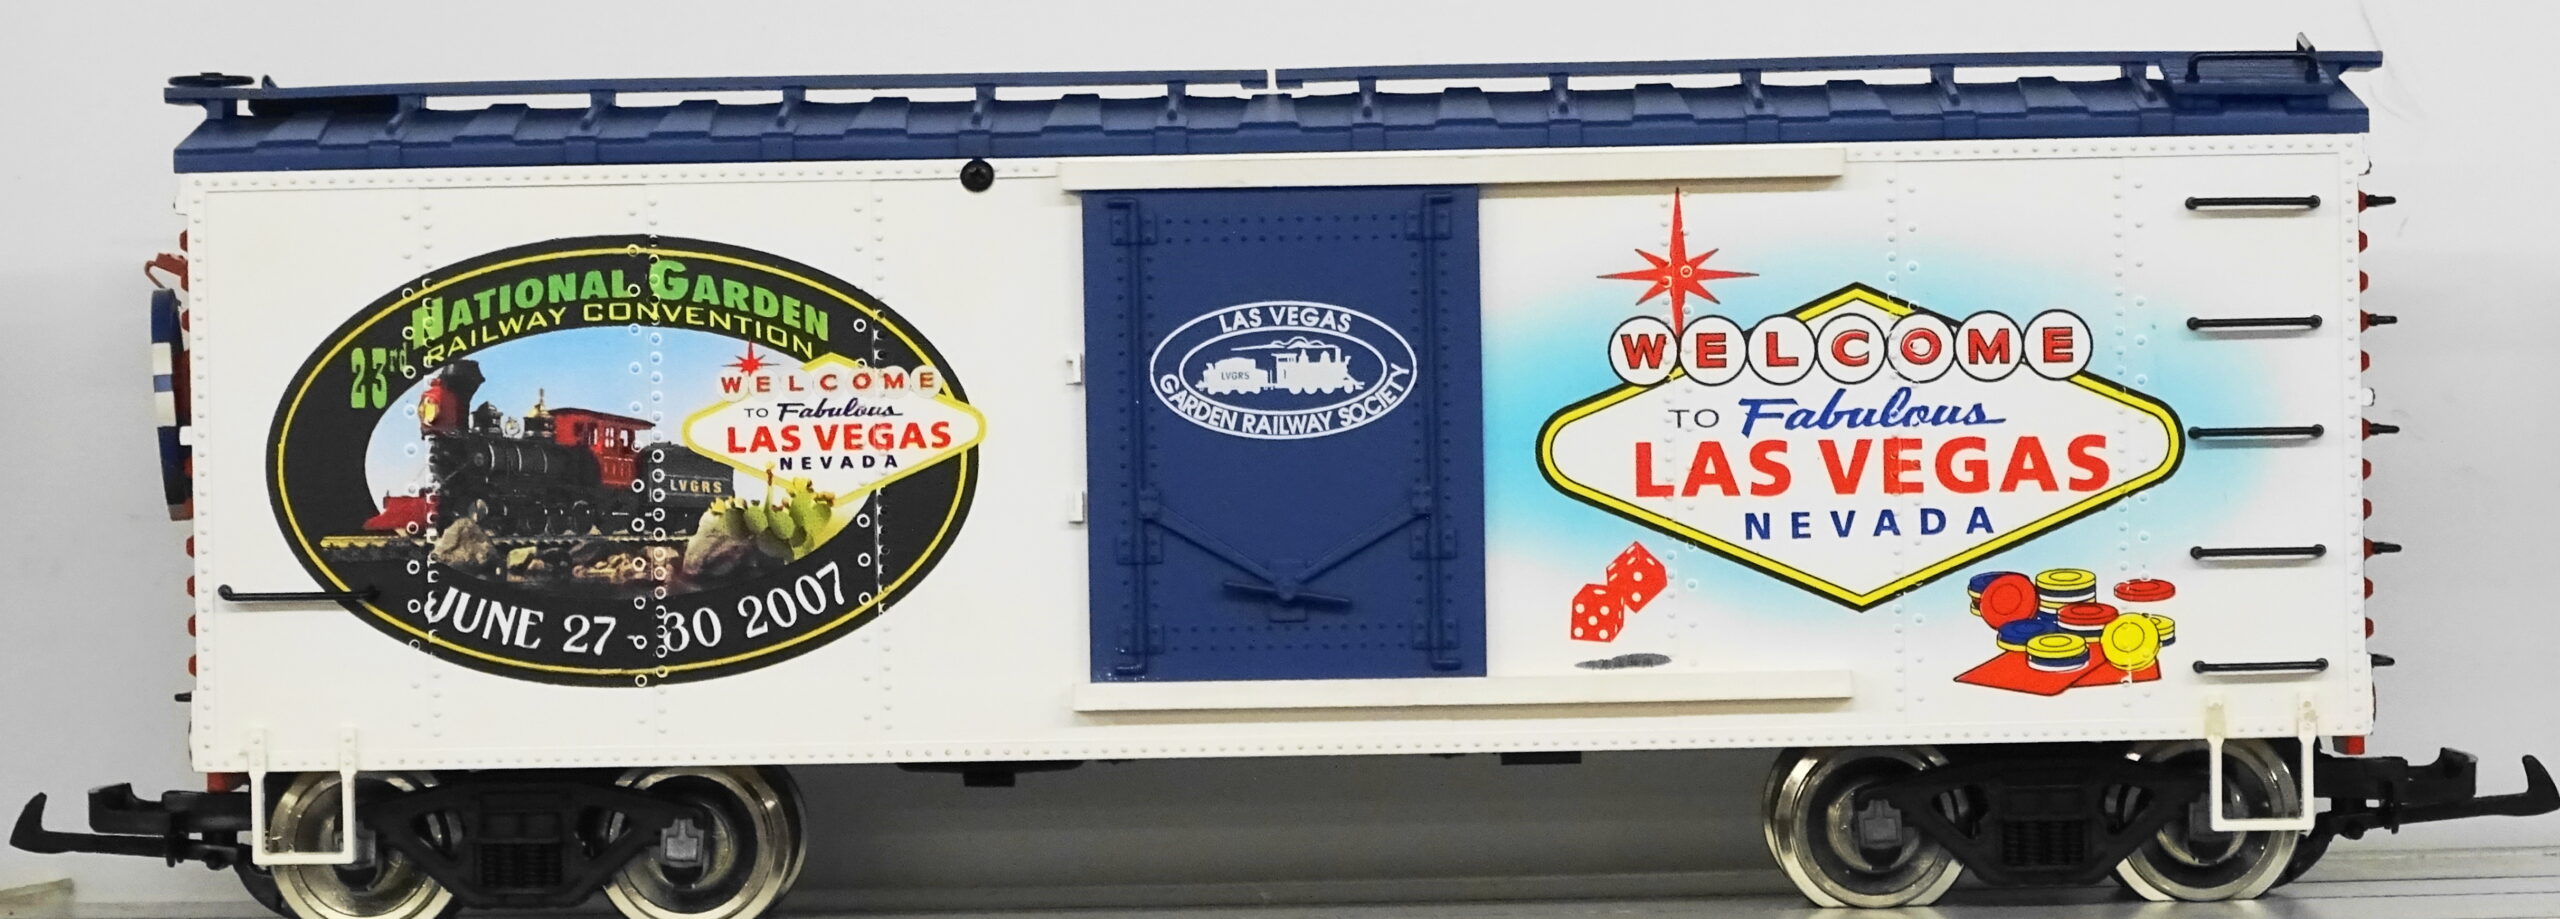 23rd NATIONAL GARDEN
RAILWAY CONVENTION
WELCOME
TO Fabulous
LAS VEGAS
NEVADA
LVGRS
JUNE 27-30 2007
LAS VEGAS
LVGRS
1
GARDEN RAILWAY SOCIETY
WELCOME
TO Fabulous
LAS VEGAS
NEVADA